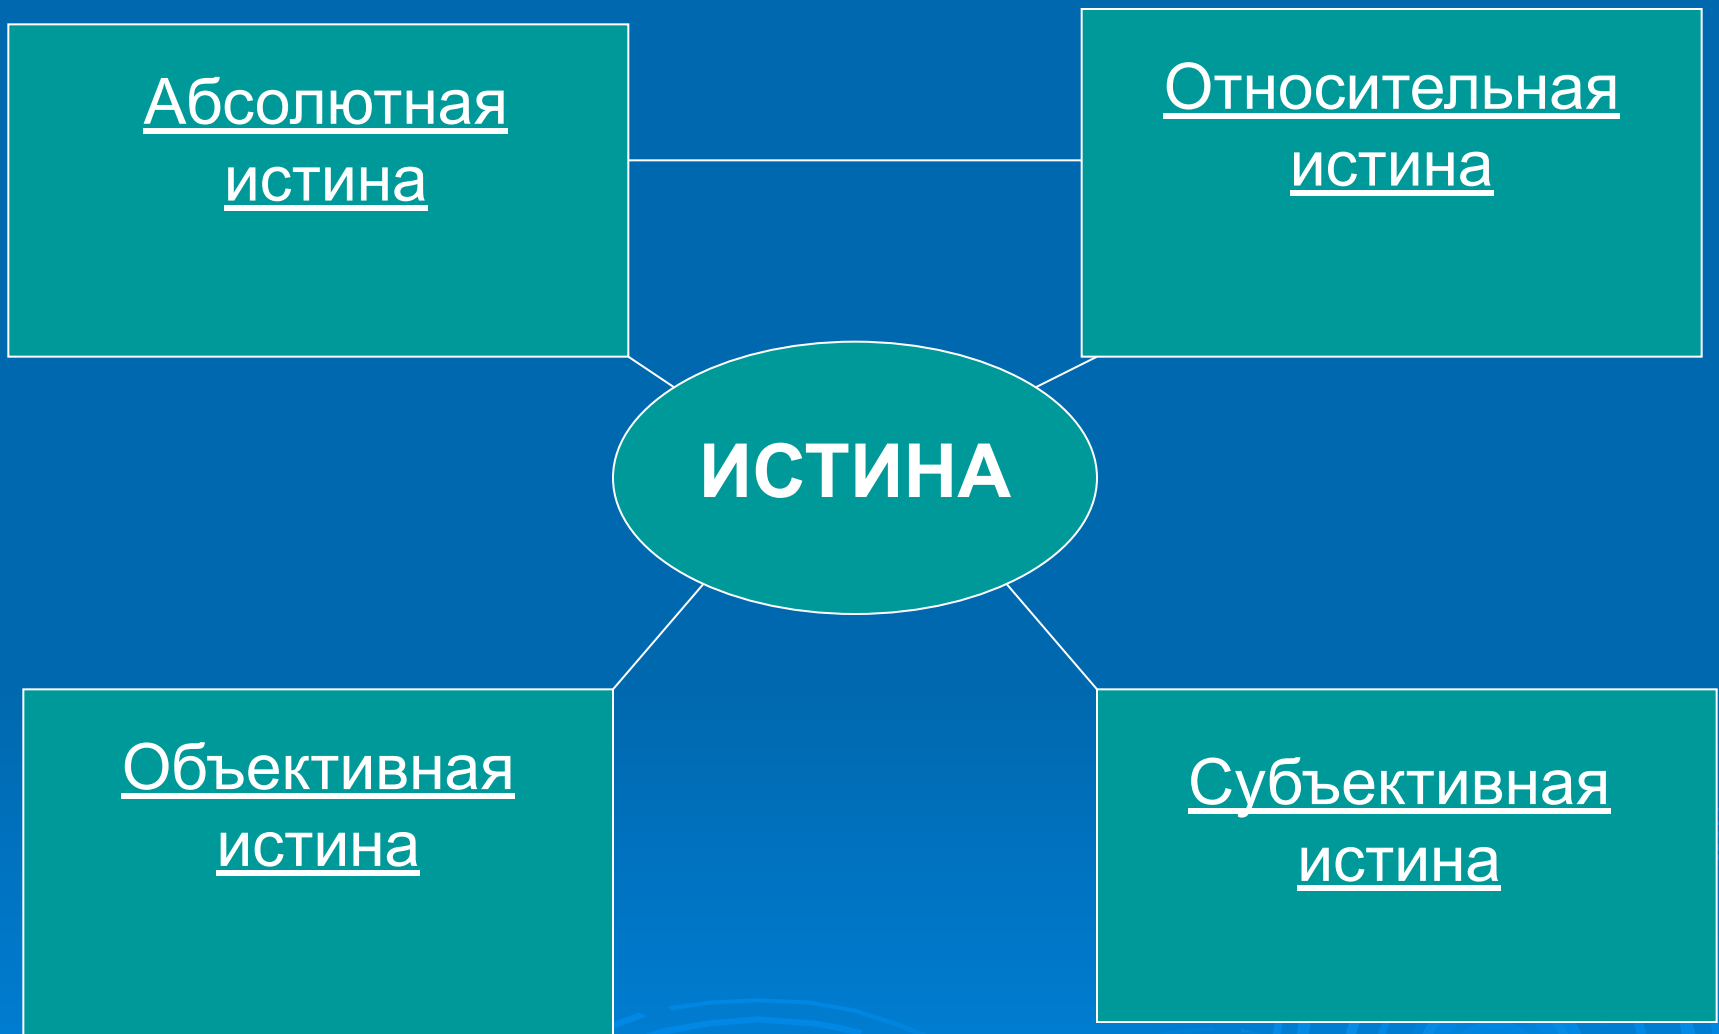 Абсолютная
истина
Относительная
истина
ИСТИНА
Объективная
истина
Субъективная
истина